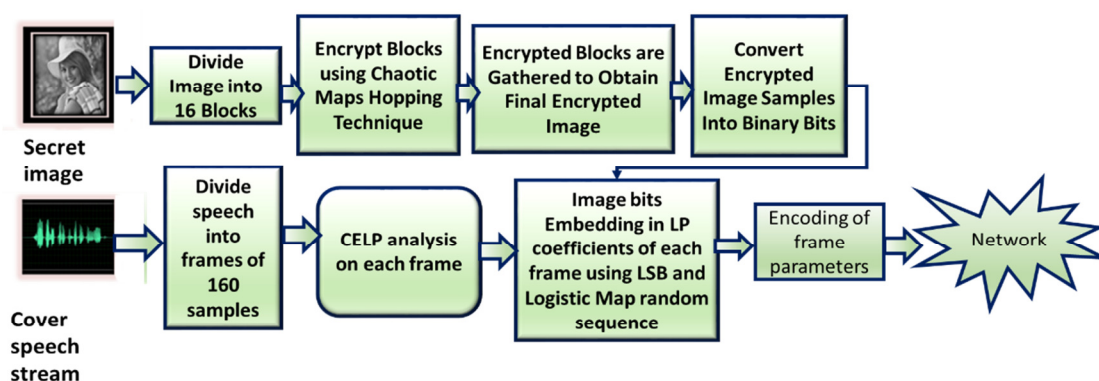 Secret
image
Divide
Image into
16 Blocks
Encrypt Blocks
using Chaotic
Maps Hopping
Technique
Encrypted Blocks are
Gathered to Obtain
Final Encrypted
Image
Convert
Encrypted
Image Samples
Into Binary Bits
Cover
speech
stream
Divide
speech
into
frames of
160
samples
CELP analysis
on each frame
Image bits
Embedding in LP
coefficients of each
frame using LSB and
Logistic Map random
sequence
Encoding of
frame
parameters
Network